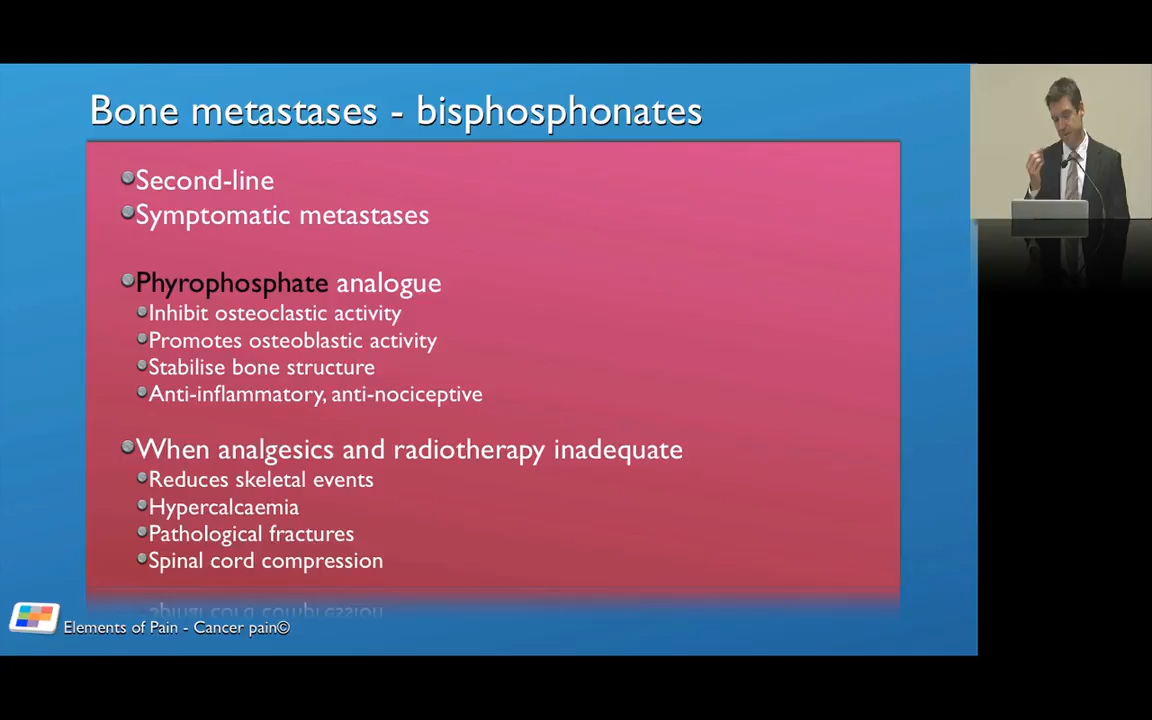 Bone metastases - bisphosphonates
Second-line
Symptomatic metastases
Phyrophosphate analogue
Inhibit osteoclastic activity
Promotes osteoblastic activity
Stabilise bone structure
Anti-inflammatory, anti-nociceptive
When analgesics and radiotherapy inadequate
Reduces skeletal events
Hypercalcaemia
Pathological fractures
Spinal cord compression
Elements of Pain - Cancer pain©